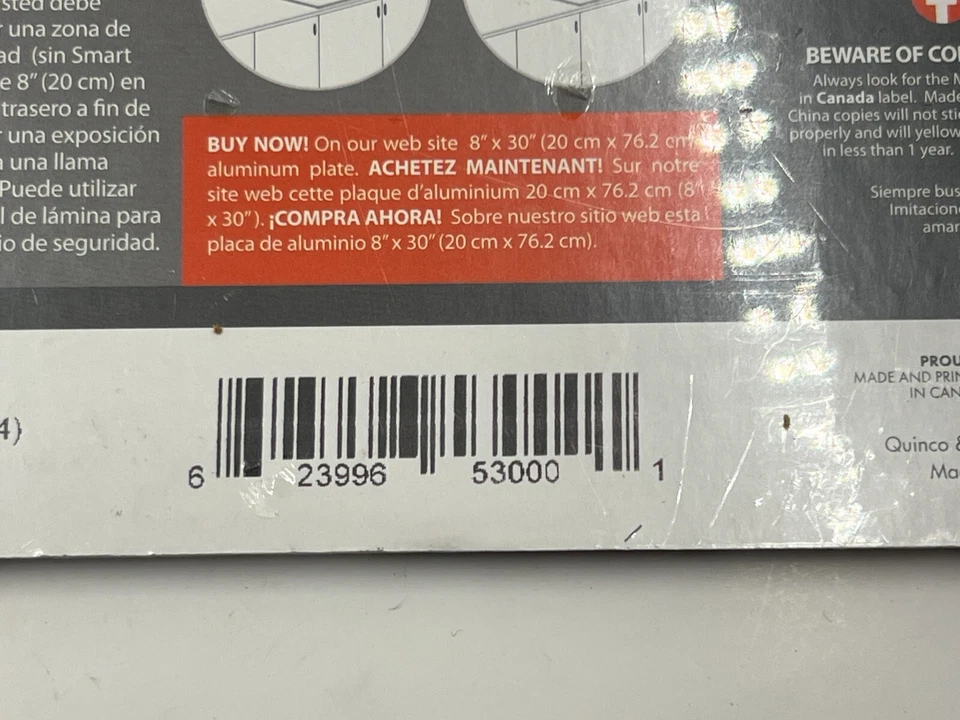 usted debe
r una zona de
ad (sin Smart
e 8” (20 cm) en
trasero a fin de
r una exposición
a una llama
Puede utilizar
l de lámina para
io de seguridad.
BUY NOW! On our web site 8” x 30” (20 cm x 76.2 cm)
aluminum plate. ACHETEZ MAINTENANT! Sur notre
site web cette plaque d’aluminium 20 cm x 76.2 cm (8”
x 30”). ¡COMPRA AHORA! Sobre nuestro sitio web esta
placa de aluminio 8” x 30” (20 cm x 76.2 cm).
BEWARE OF CO
Always look for the M
in Canada label. Made
China copies will not sti
properly and will yellow
in less than 1 year.
Siempre bus
Imitacion
amar
4)
6 23996 53000 1
PROU
MADE AND PRIN
IN CAN
Quinco &
Ma